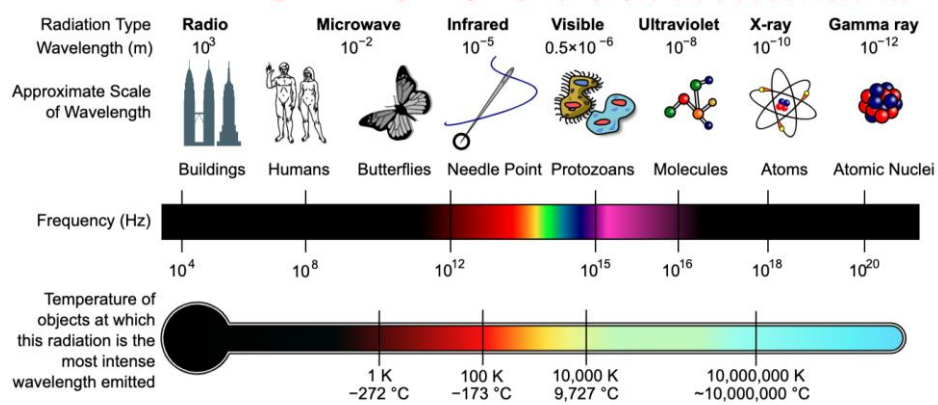 Radiation Type Radio Microwave Infrared Visible Ultraviolet X-ray Gamma ray
Wavelength (m) 10³ 10⁻² 10⁻⁵ 0.5×10⁻⁶ 10⁻⁸ 10⁻¹⁰ 10⁻¹²
Approximate Scale
of Wavelength
Buildings Humans Butterflies Needle Point Protozoans Molecules Atoms Atomic Nuclei
Frequency (Hz)
10⁴ 10⁸ 10¹² 10¹⁵ 10¹⁶ 10¹⁸ 10²⁰
Temperature of
objects at which
this radiation is the
most intense
wavelength emitted
1 K 100 K 10,000 K 10,000,000 K
−272 °C −173 °C 9,727 °C ~10,000,000 °C